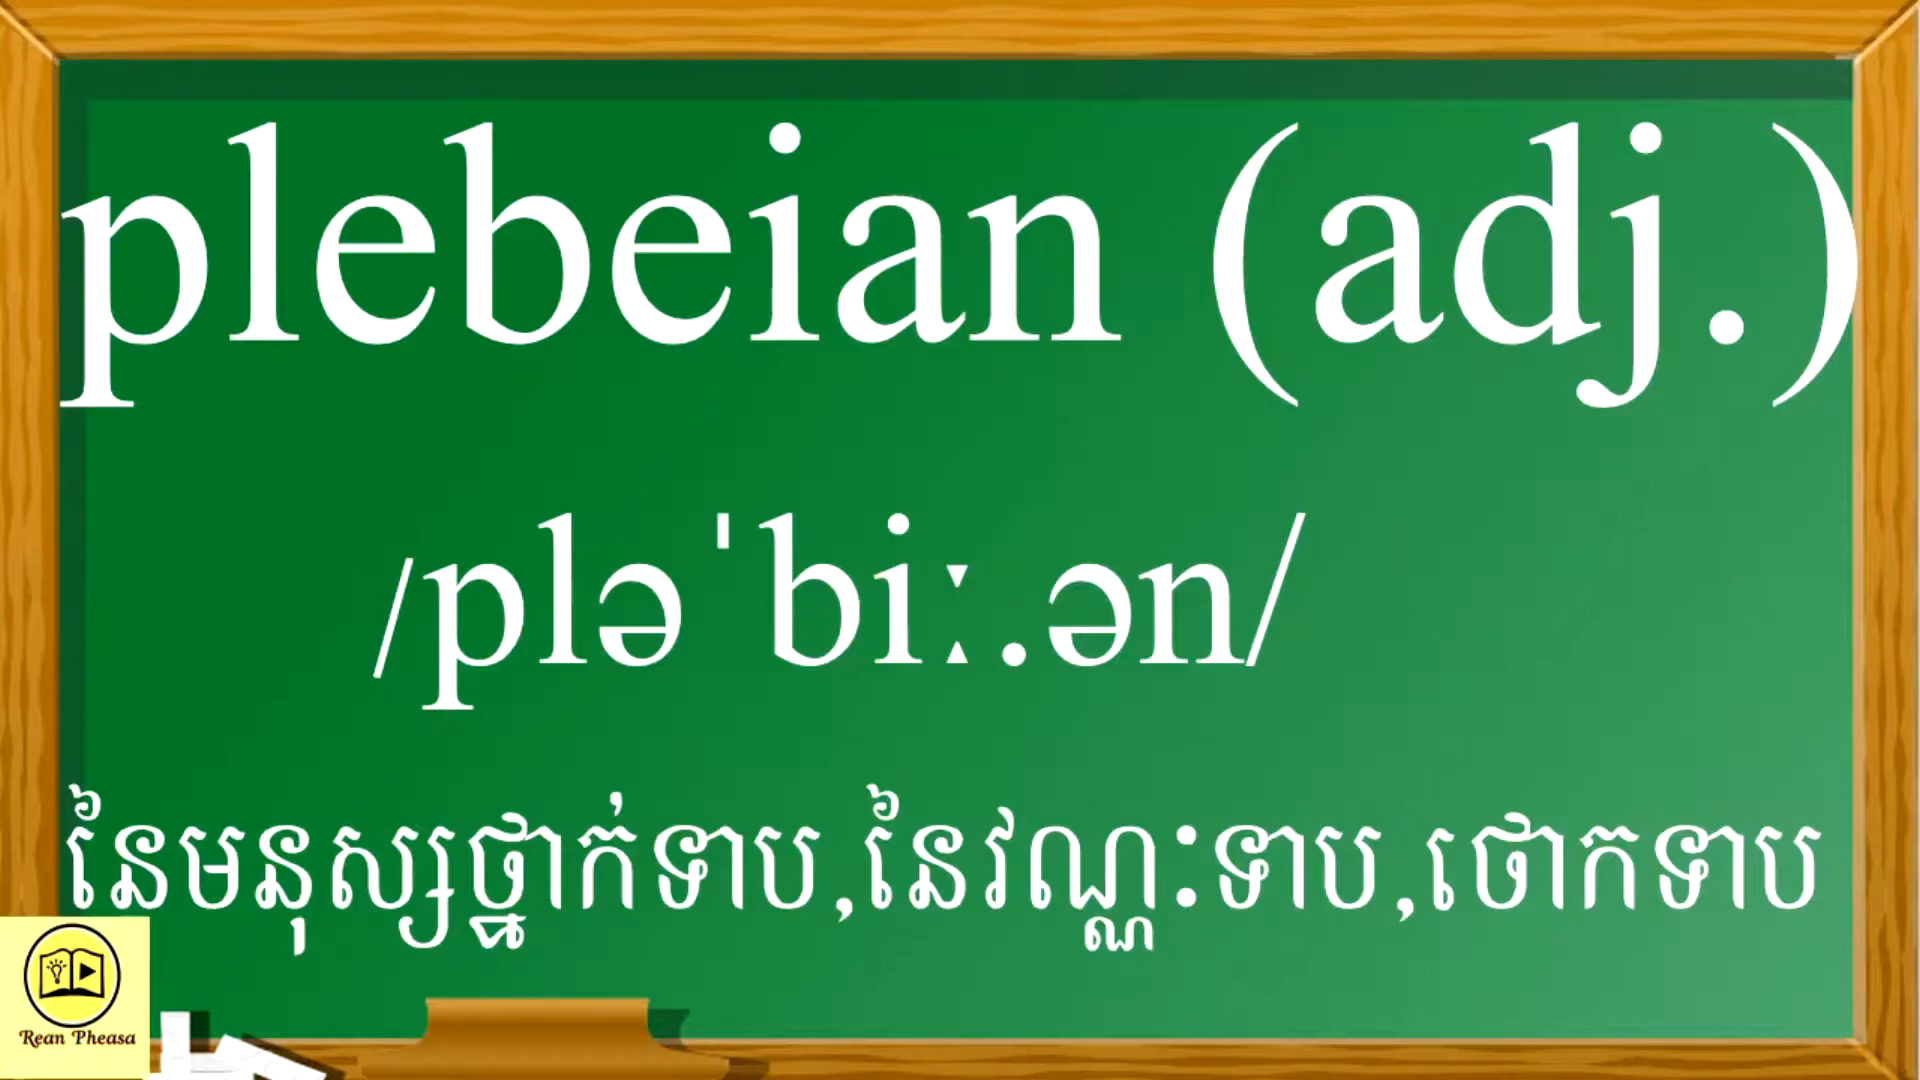 plebeian (adj.)
/pləˈbiː.ən/
នៃមនុស្សថ្នាក់ទាប,នៃវណ្ណៈទាប,ថោកទាប
Rean Pheasa